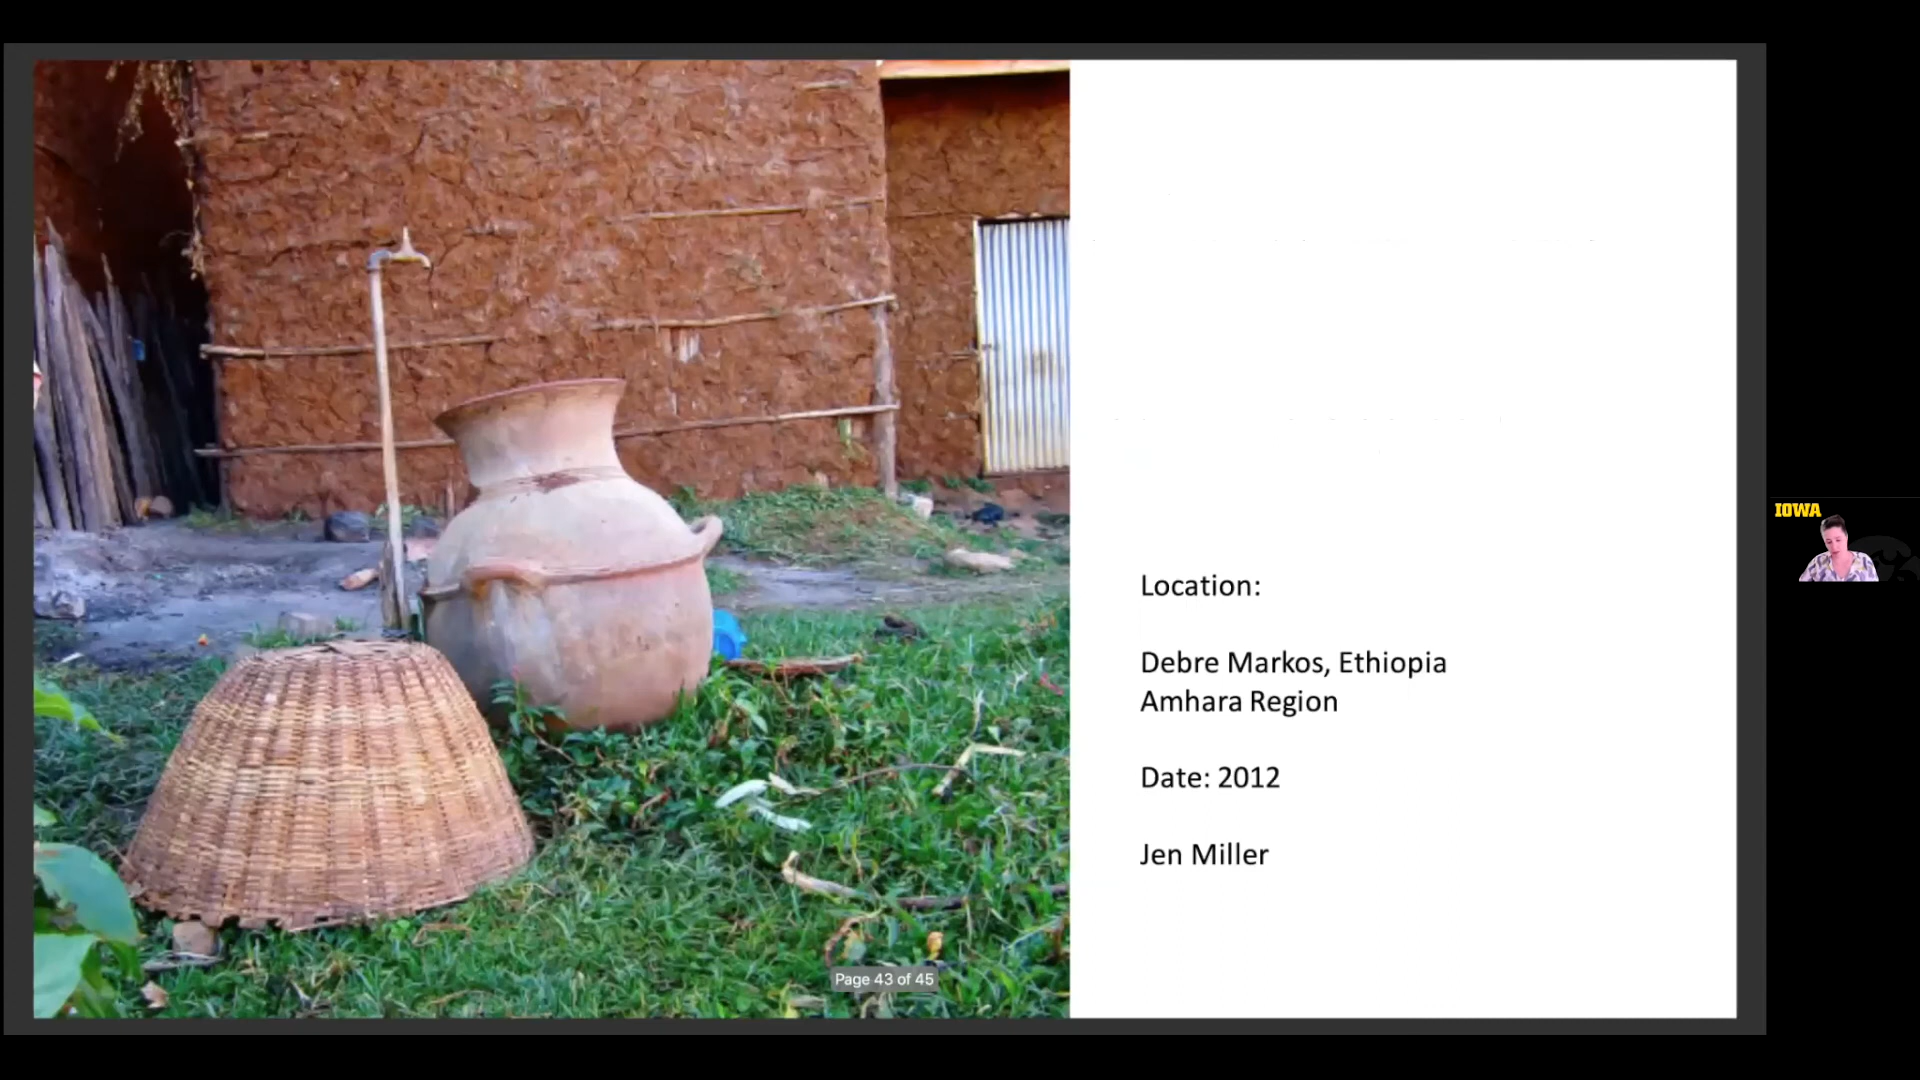 IOWA
Location:
Debre Markos, Ethiopia
Amhara Region
Date: 2012
Jen Miller
Page 43 of 45